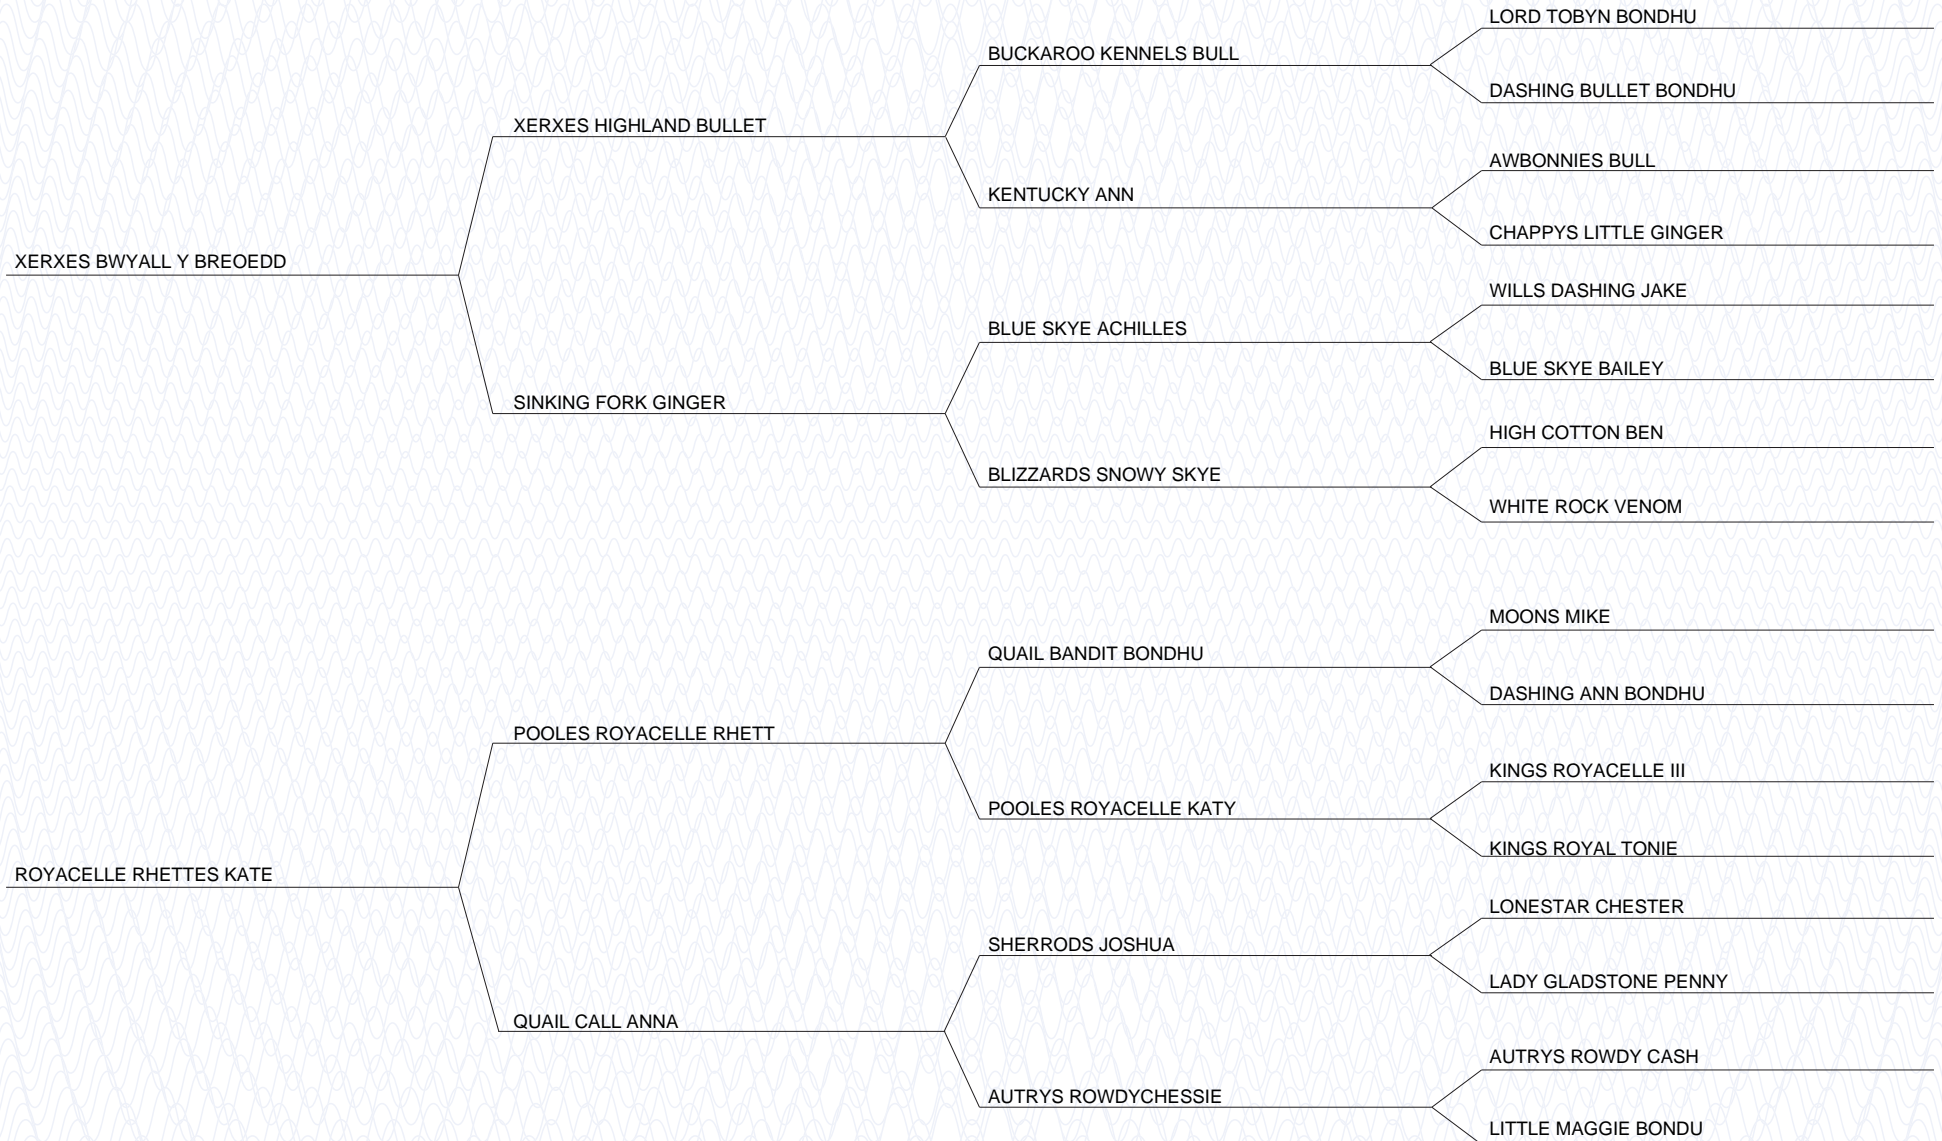 LORD TOBYN BONDHU
BUCKAROO KENNELS BULL
DASHING BULLET BONDHU
XERXES HIGHLAND BULLET
AWBONNIES BULL
KENTUCKY ANN
CHAPPYS LITTLE GINGER
XERXES BWYALL Y BREOEDD
WILLS DASHING JAKE
BLUE SKYE ACHILLES
BLUE SKYE BAILEY
SINKING FORK GINGER
HIGH COTTON BEN
BLIZZARDS SNOWY SKYE
WHITE ROCK VENOM
MOONS MIKE
QUAIL BANDIT BONDHU
DASHING ANN BONDHU
POOLES ROYACELLE RHETT
KINGS ROYACELLE III
POOLES ROYACELLE KATY
KINGS ROYAL TONIE
ROYACELLE RHETTES KATE
LONESTAR CHESTER
SHERRODS JOSHUA
LADY GLADSTONE PENNY
QUAIL CALL ANNA
AUTRYS ROWDY CASH
AUTRYS ROWDYCHESSIE
LITTLE MAGGIE BONDU